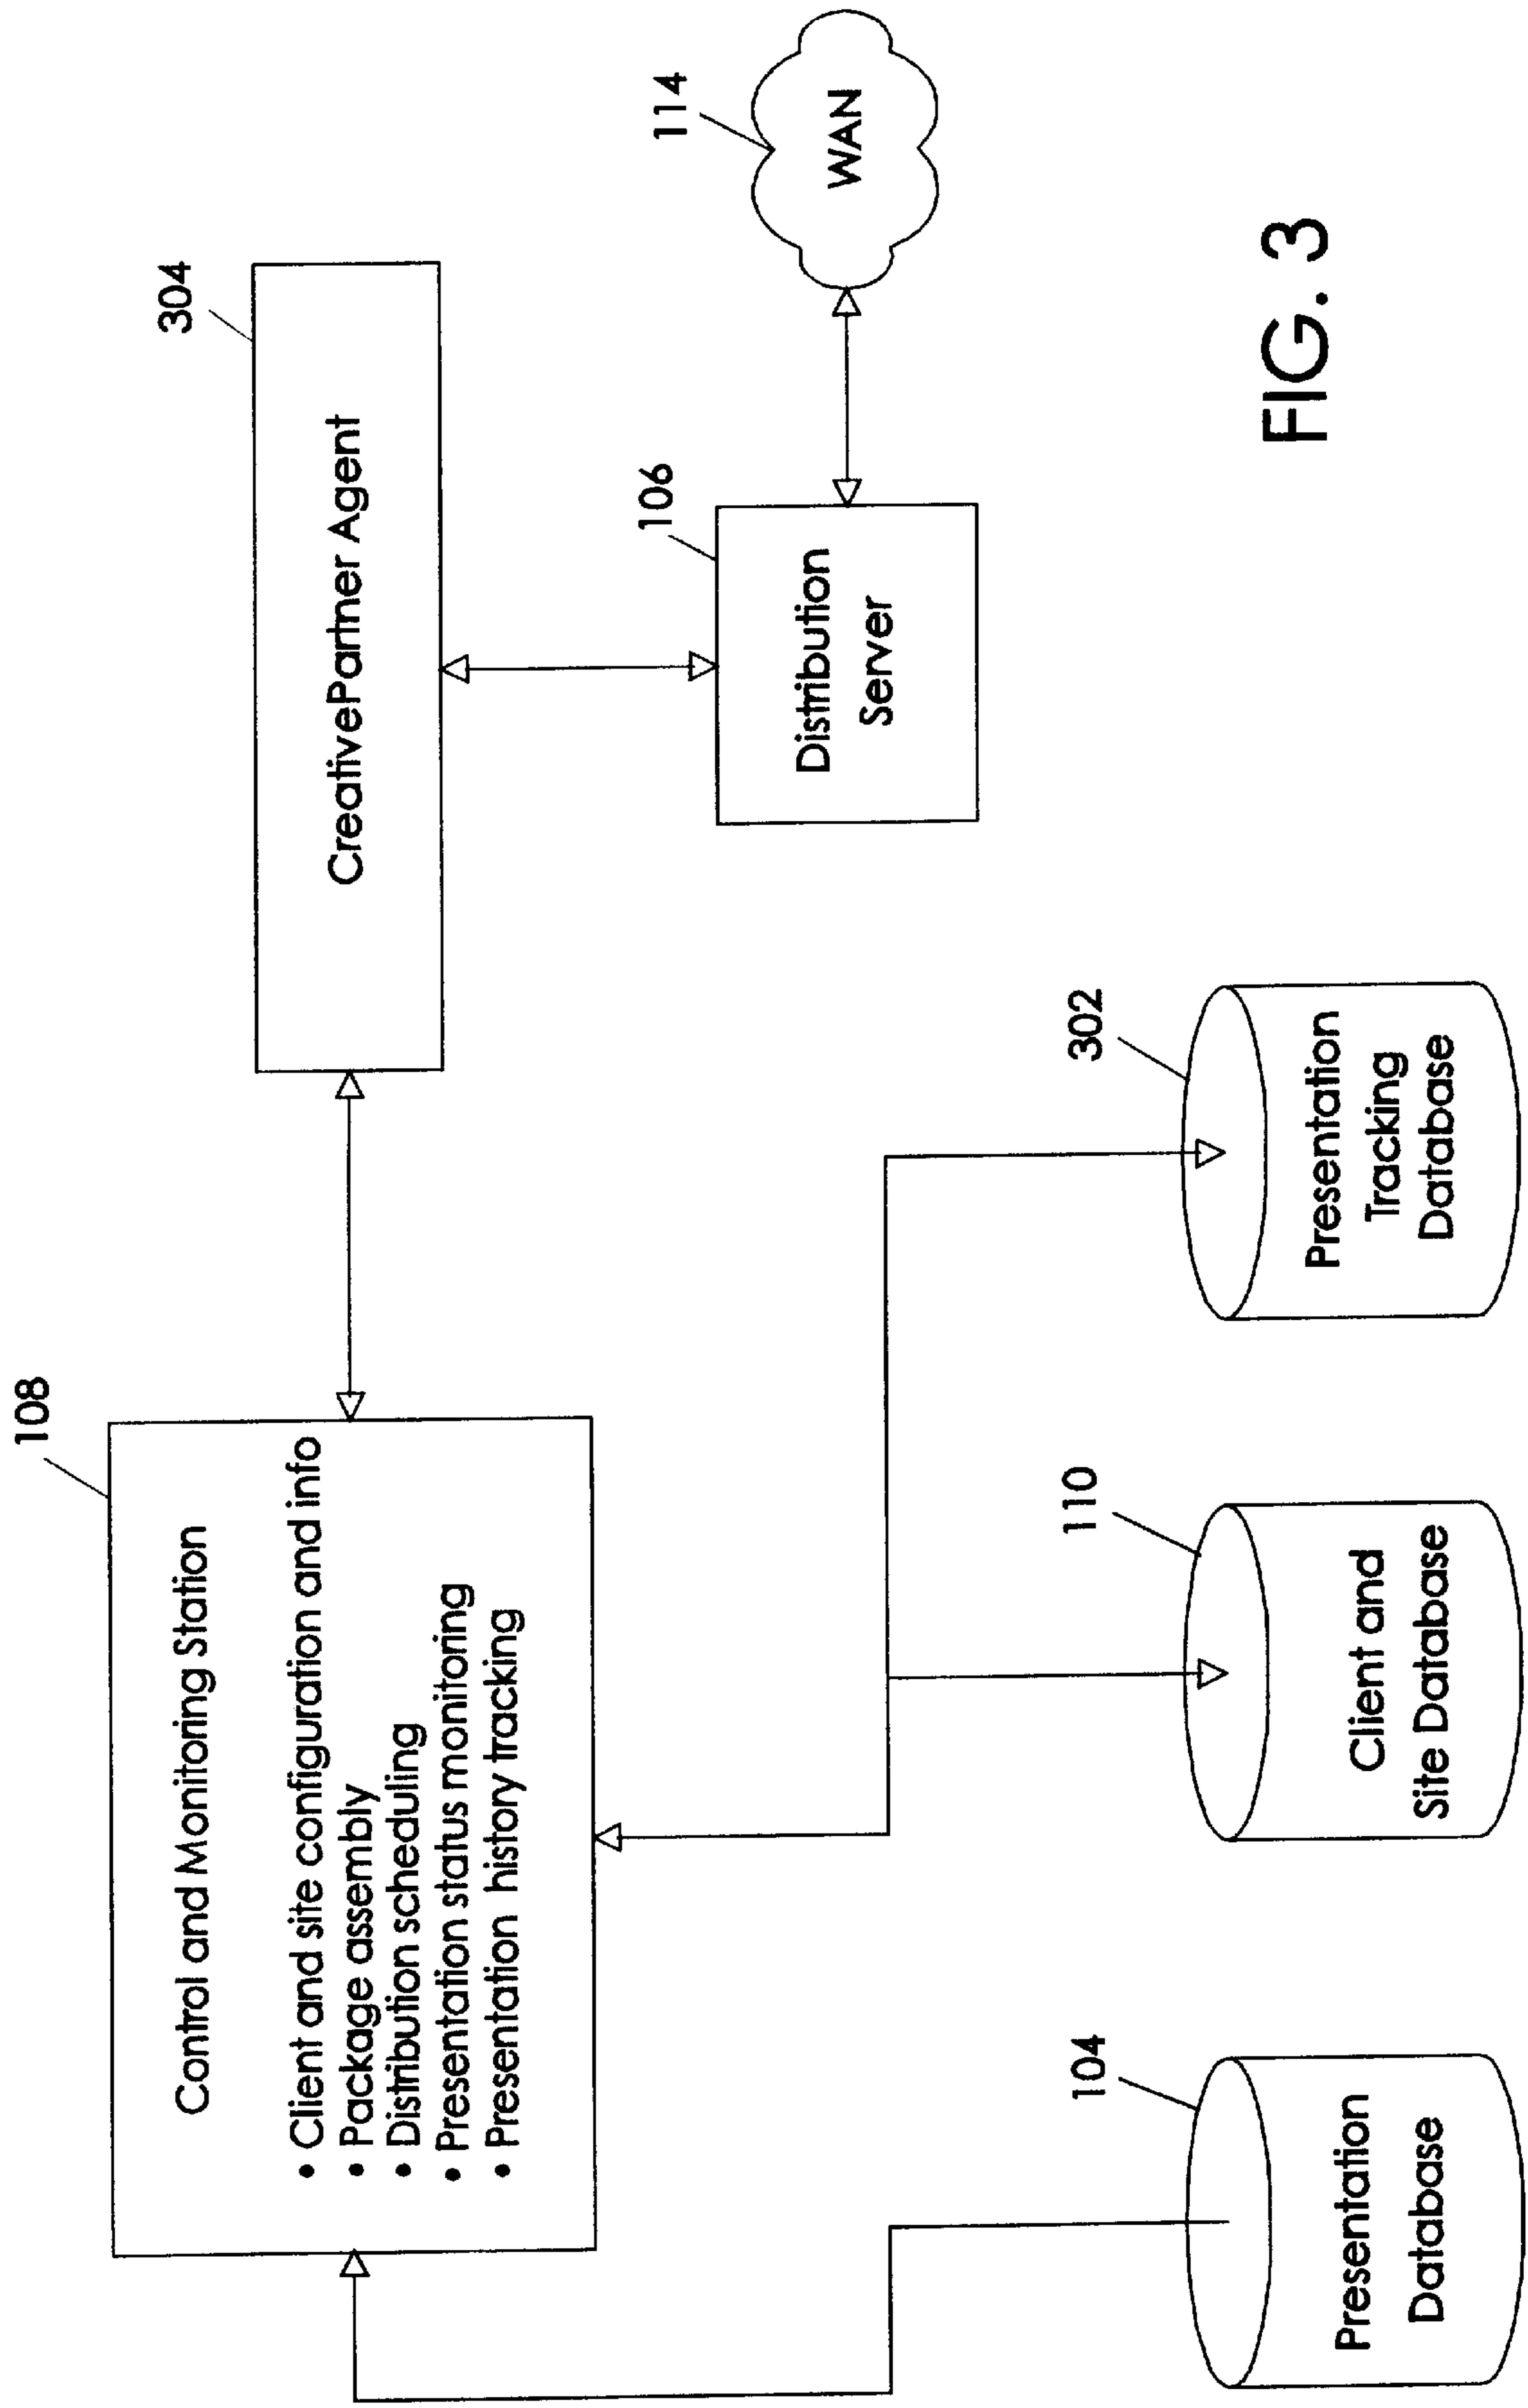 108
Control and Monitoring Station
• Client and site configuration and info
• Package assembly
• Distribution scheduling
• Presentation status monitoring
• Presentation history tracking
304
CreativePartner Agent
106
Distribution
Server
114
WAN
104
Presentation
Database
110
Client and
Site Database
302
Presentation
Tracking
Database
FIG. 3